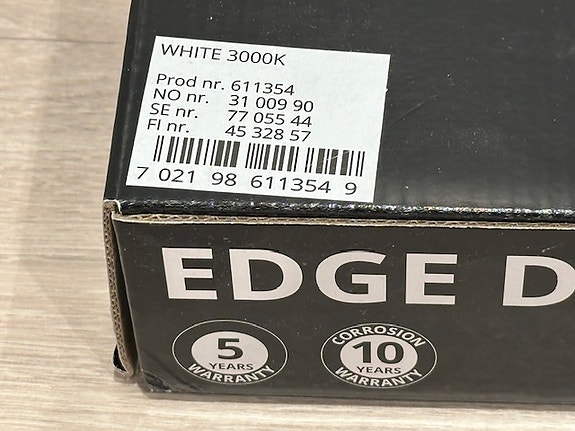 WHITE 3000K
Prod nr. 611354
NO nr. 31 009 90
SE nr. 77 055 44
FI nr. 45 328 57
7 021 98 611354 9
EDGE D
5
YEARS
WARRANTY
CORROSION
10
YEARS
WARRANTY